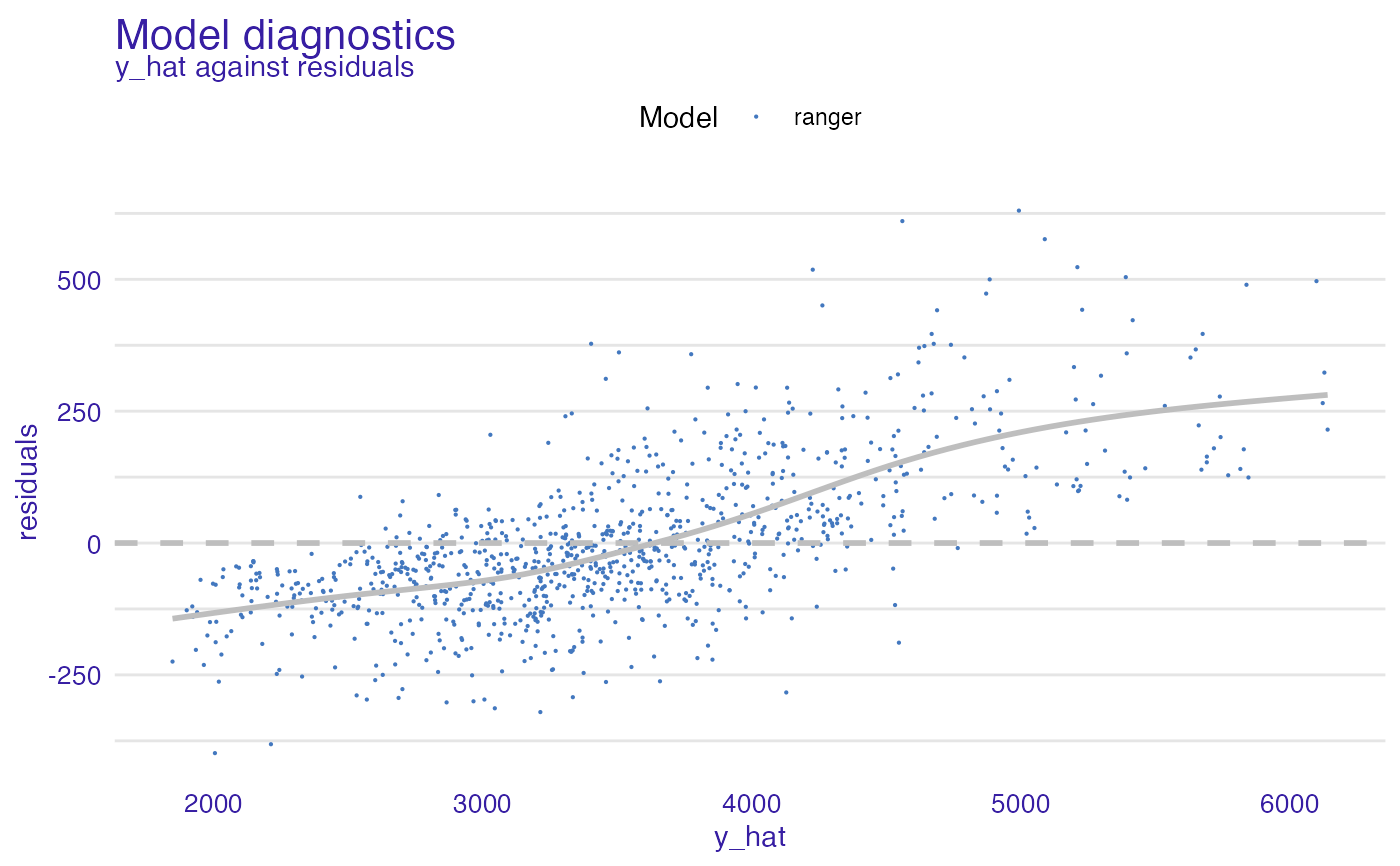 Model diagnostics
y_hat against residuals
Model ranger
500
250
0
-250
residuals
2000 3000 4000 5000 6000
y_hat